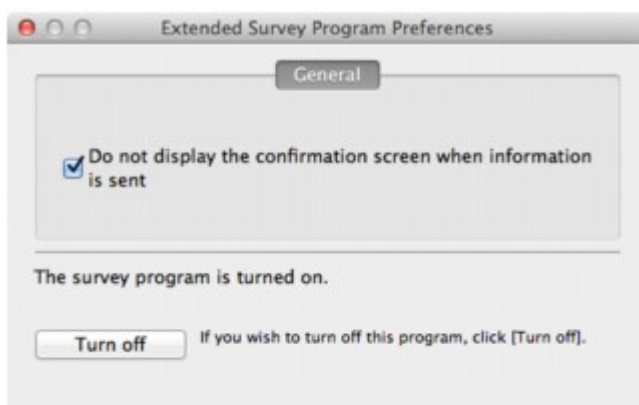 Extended Survey Program Preferences
General
Do not display the confirmation screen when information
is sent
The survey program is turned on.
Turn off
If you wish to turn off this program, click [Turn off].